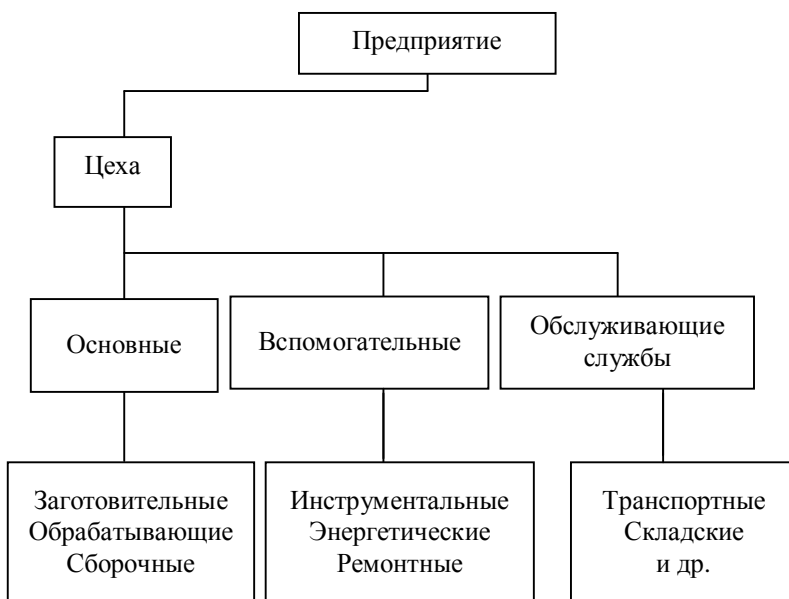 Предприятие
Цеха
Основные
Вспомогательные
Обслуживающие
службы
Заготовительные
Обрабатывающие
Сборочные
Инструментальные
Энергетические
Ремонтные
Транспортные
Складские
и др.